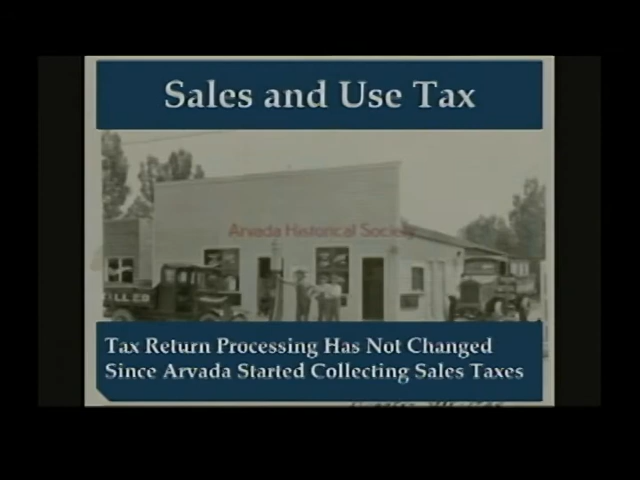 Sales and Use Tax
Arvada Historical Society
Tax Return Processing Has Not Changed
Since Arvada Started Collecting Sales Taxes